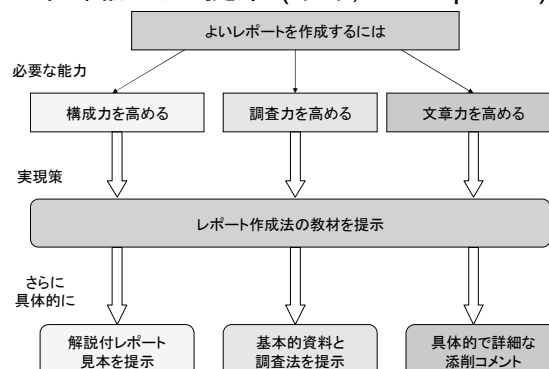 よいレポートを作成するには
必要な能力
構成力を高める
調査力を高める
文章力を高める
実現策
レポート作成法の教材を提示
さらに
具体的に
解説付レポート
見本を提示
基本的資料と
調査法を提示
具体的で詳細な
添削コメント